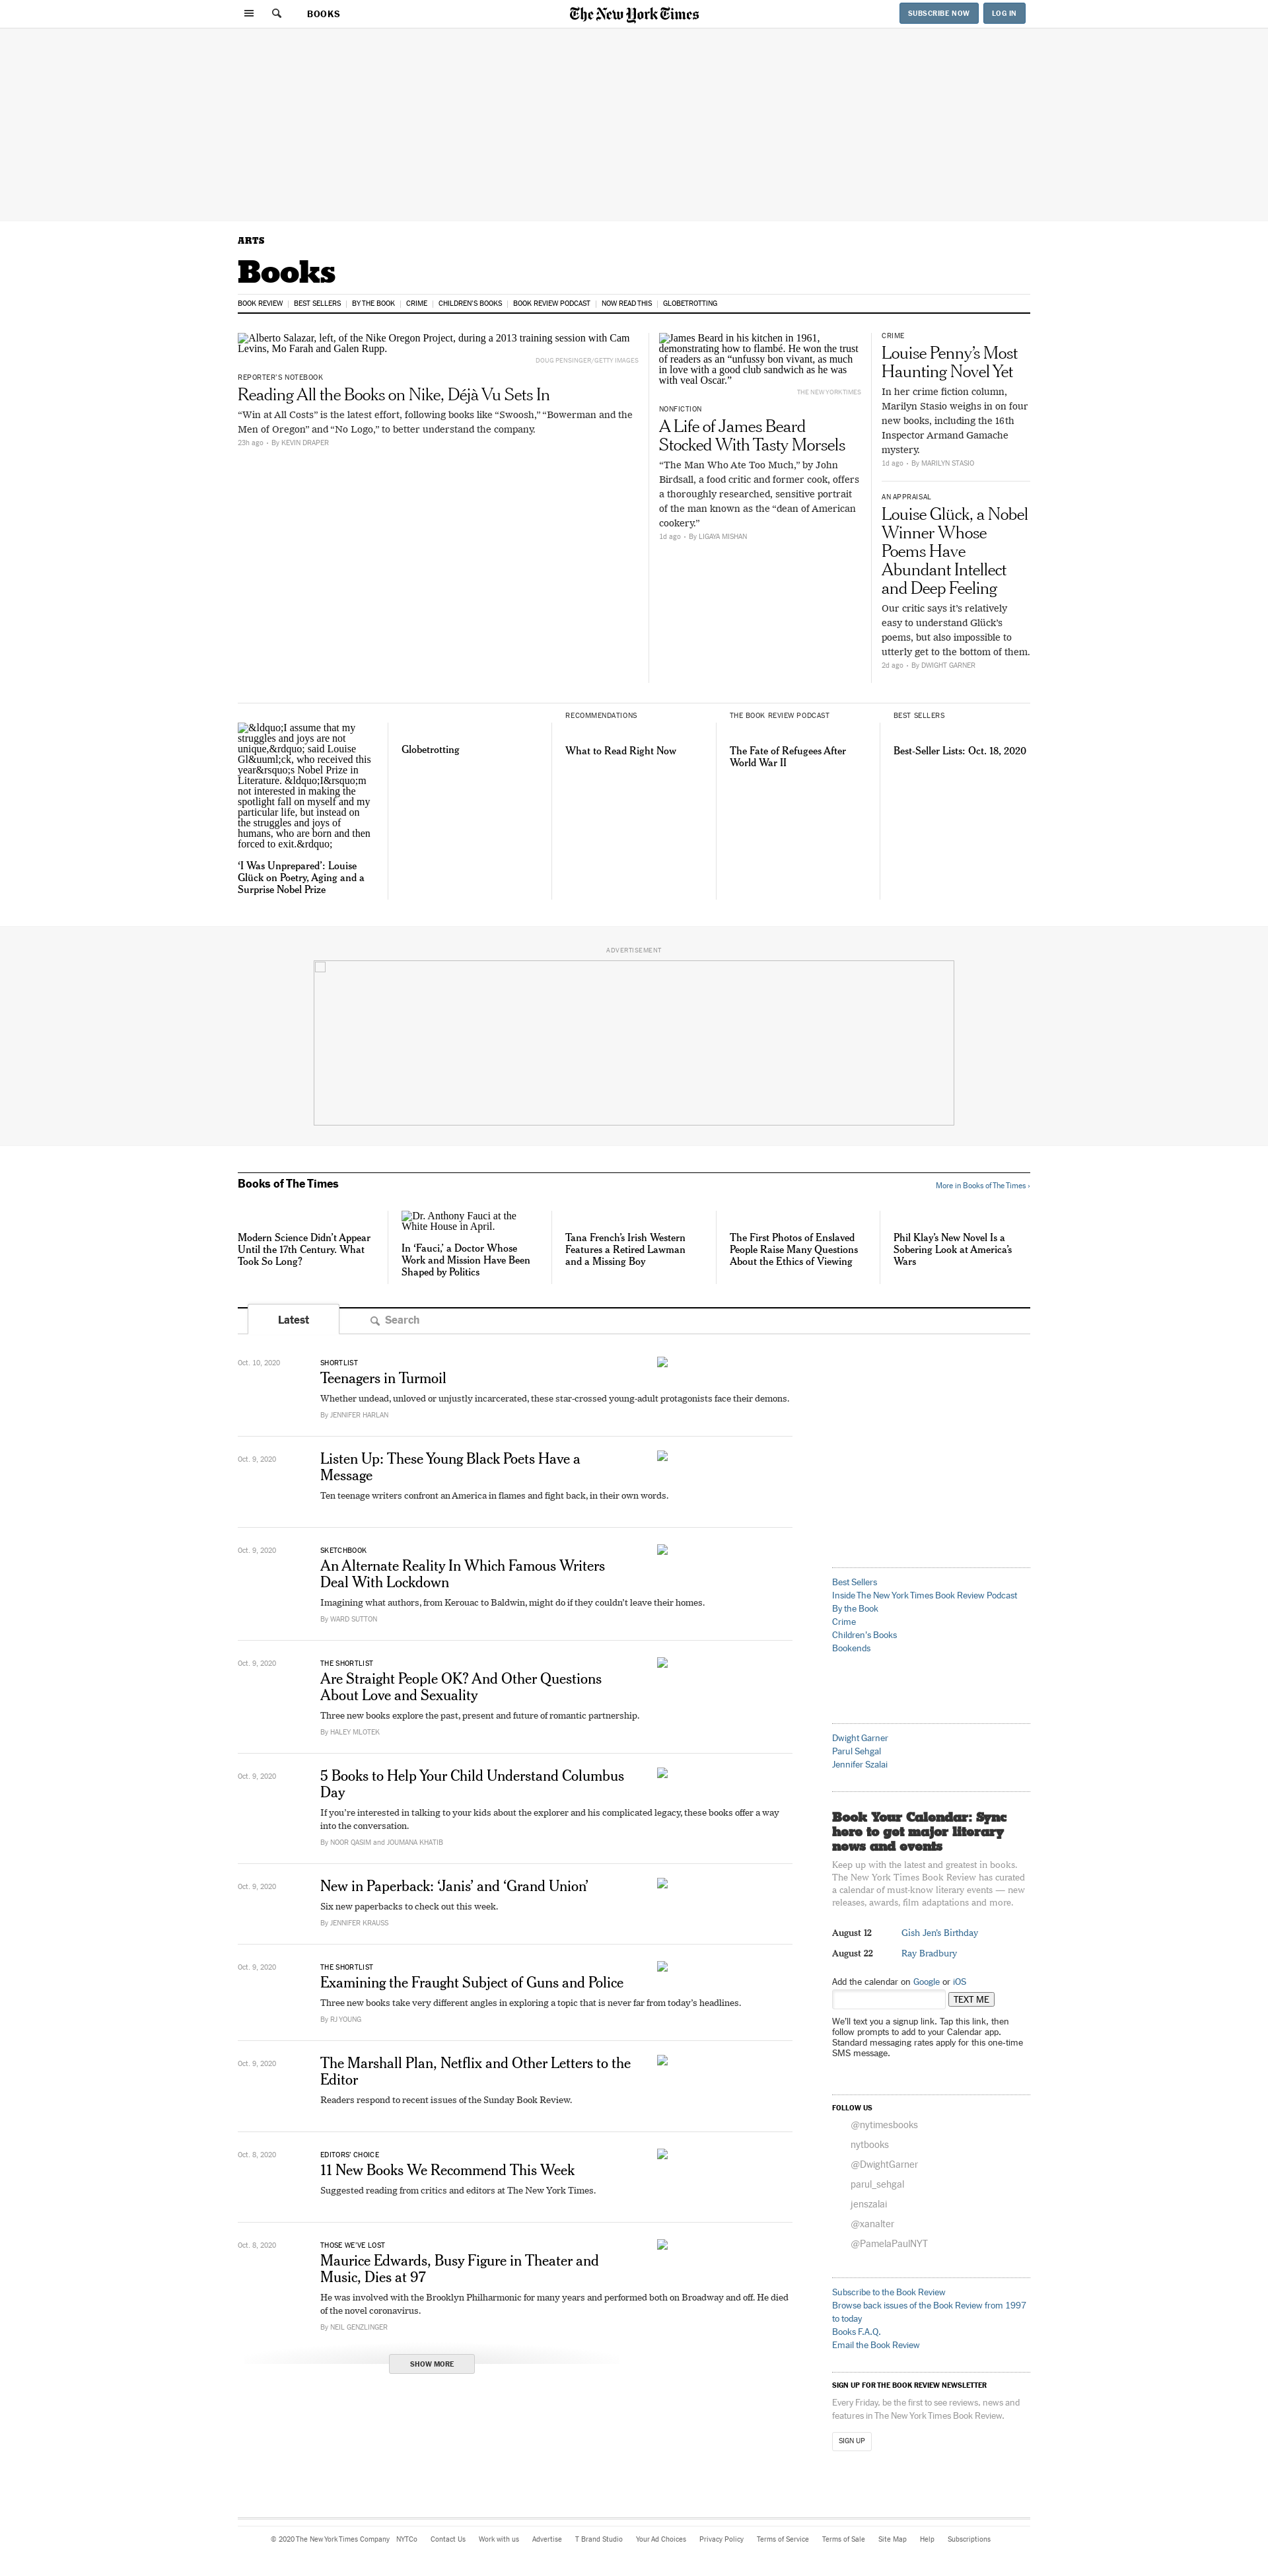 BOOKS
The New York Times
SUBSCRIBE NOW
LOG IN
ARTS
Books
BOOK REVIEW
BEST SELLERS
BY THE BOOK
CRIME
CHILDREN'S BOOKS
BOOK REVIEW PODCAST
NOW READ THIS
GLOBETROTTING
Alberto Salazar, left, of the Nike Oregon Project, during a 2013 training session with Cam
Levins, Mo Farah and Galen Rupp.
DOUG PENSINGER/GETTY IMAGES
REPORTER'S NOTEBOOK
Reading All the Books on Nike, Déjà Vu Sets In
“Win at All Costs” is the latest effort, following books like “Swoosh,” “Bowerman and the
Men of Oregon” and “No Logo,” to better understand the company.
23h ago - By KEVIN DRAPER
James Beard in his kitchen in 1961,
demonstrating how to flambé. He won the trust
of readers as an “unfussy bon vivant, as much
in love with a good club sandwich as he was
with veal Oscar.”
THE NEW YORK TIMES
NONFICTION
A Life of James Beard
Stocked With Tasty Morsels
“The Man Who Ate Too Much,” by John
Birdsall, a food critic and former cook, offers
a thoroughly researched, sensitive portrait
of the man known as the “dean of American
cookery.”
1d ago - By LIGAYA MISHAN
CRIME
Louise Penny’s Most
Haunting Novel Yet
In her crime fiction column,
Marilyn Stasio weighs in on four
new books, including the 16th
Inspector Armand Gamache
mystery.
1d ago - By MARILYN STASIO
AN APPRAISAL
Louise Glück, a Nobel
Winner Whose
Poems Have
Abundant Intellect
and Deep Feeling
Our critic says it’s relatively
easy to understand Glück’s
poems, but also impossible to
utterly get to the bottom of them.
2d ago - By DWIGHT GARNER
&ldquo;I assume that my
struggles and joys are not
unique,&rdquo; said Louise
Gl&uuml;ck, who received this
year&rsquo;s Nobel Prize in
Literature. &ldquo;I&rsquo;m
not interested in making the
spotlight fall on myself and my
particular life, but instead on
the struggles and joys of
humans, who are born and then
forced to exit.&rdquo;
‘I Was Unprepared’: Louise
Glück on Poetry, Aging and a
Surprise Nobel Prize
Globetrotting
RECOMMENDATIONS
What to Read Right Now
THE BOOK REVIEW PODCAST
The Fate of Refugees After
World War II
BEST SELLERS
Best-Seller Lists: Oct. 18, 2020
ADVERTISEMENT
Books of The Times
More in Books of The Times ›
Modern Science Didn’t Appear
Until the 17th Century. What
Took So Long?
Dr. Anthony Fauci at the
White House in April.
In ‘Fauci,’ a Doctor Whose
Work and Mission Have Been
Shaped by Politics
Tana French’s Irish Western
Features a Retired Lawman
and a Missing Boy
The First Photos of Enslaved
People Raise Many Questions
About the Ethics of Viewing
Phil Klay’s New Novel Is a
Sobering Look at America’s
Wars
Latest
Search
Oct. 10, 2020
SHORTLIST
Teenagers in Turmoil
Whether undead, unloved or unjustly incarcerated, these star-crossed young-adult protagonists face their demons.
By JENNIFER HARLAN
Oct. 9, 2020
Listen Up: These Young Black Poets Have a
Message
Ten teenage writers confront an America in flames and fight back, in their own words.
Oct. 9, 2020
SKETCHBOOK
An Alternate Reality In Which Famous Writers
Deal With Lockdown
Imagining what authors, from Kerouac to Baldwin, might do if they couldn’t leave their homes.
By WARD SUTTON
Oct. 9, 2020
THE SHORTLIST
Are Straight People OK? And Other Questions
About Love and Sexuality
Three new books explore the past, present and future of romantic partnership.
By HALEY MLOTEK
Oct. 9, 2020
5 Books to Help Your Child Understand Columbus
Day
If you’re interested in talking to your kids about the explorer and his complicated legacy, these books offer a way
into the conversation.
By NOOR QASIM and JOUMANA KHATIB
Oct. 9, 2020
New in Paperback: ‘Janis’ and ‘Grand Union’
Six new paperbacks to check out this week.
By JENNIFER KRAUSS
Oct. 9, 2020
THE SHORTLIST
Examining the Fraught Subject of Guns and Police
Three new books take very different angles in exploring a topic that is never far from today’s headlines.
By RJ YOUNG
Oct. 9, 2020
The Marshall Plan, Netflix and Other Letters to the
Editor
Readers respond to recent issues of the Sunday Book Review.
Oct. 8, 2020
EDITORS’ CHOICE
11 New Books We Recommend This Week
Suggested reading from critics and editors at The New York Times.
Oct. 8, 2020
THOSE WE’VE LOST
Maurice Edwards, Busy Figure in Theater and
Music, Dies at 97
He was involved with the Brooklyn Philharmonic for many years and performed both on Broadway and off. He died
of the novel coronavirus.
By NEIL GENZLINGER
SHOW MORE
Best Sellers
Inside The New York Times Book Review Podcast
By the Book
Crime
Children's Books
Bookends
Dwight Garner
Parul Sehgal
Jennifer Szalai
Book Your Calendar: Sync
here to get major literary
news and events
Keep up with the latest and greatest in books.
The New York Times Book Review has curated
a calendar of must-know literary events — new
releases, awards, film adaptations and more.
August 12 Gish Jen’s Birthday
August 22 Ray Bradbury
Add the calendar on Google or iOS
TEXT ME
We’ll text you a signup link. Tap this link, then
follow prompts to add to your Calendar app.
Standard messaging rates apply for this one-time
SMS message.
FOLLOW US
@nytimesbooks
nytbooks
@DwightGarner
parul_sehgal
jenszalai
@xanalter
@PamelaPaulNYT
Subscribe to the Book Review
Browse back issues of the Book Review from 1997
to today
Books F.A.Q.
Email the Book Review
SIGN UP FOR THE BOOK REVIEW NEWSLETTER
Every Friday, be the first to see reviews, news and
features in The New York Times Book Review.
SIGN UP
© 2020 The New York Times Company NYTCo Contact Us Work with us Advertise T Brand Studio Your Ad Choices Privacy Policy Terms of Service Terms of Sale Site Map Help Subscriptions